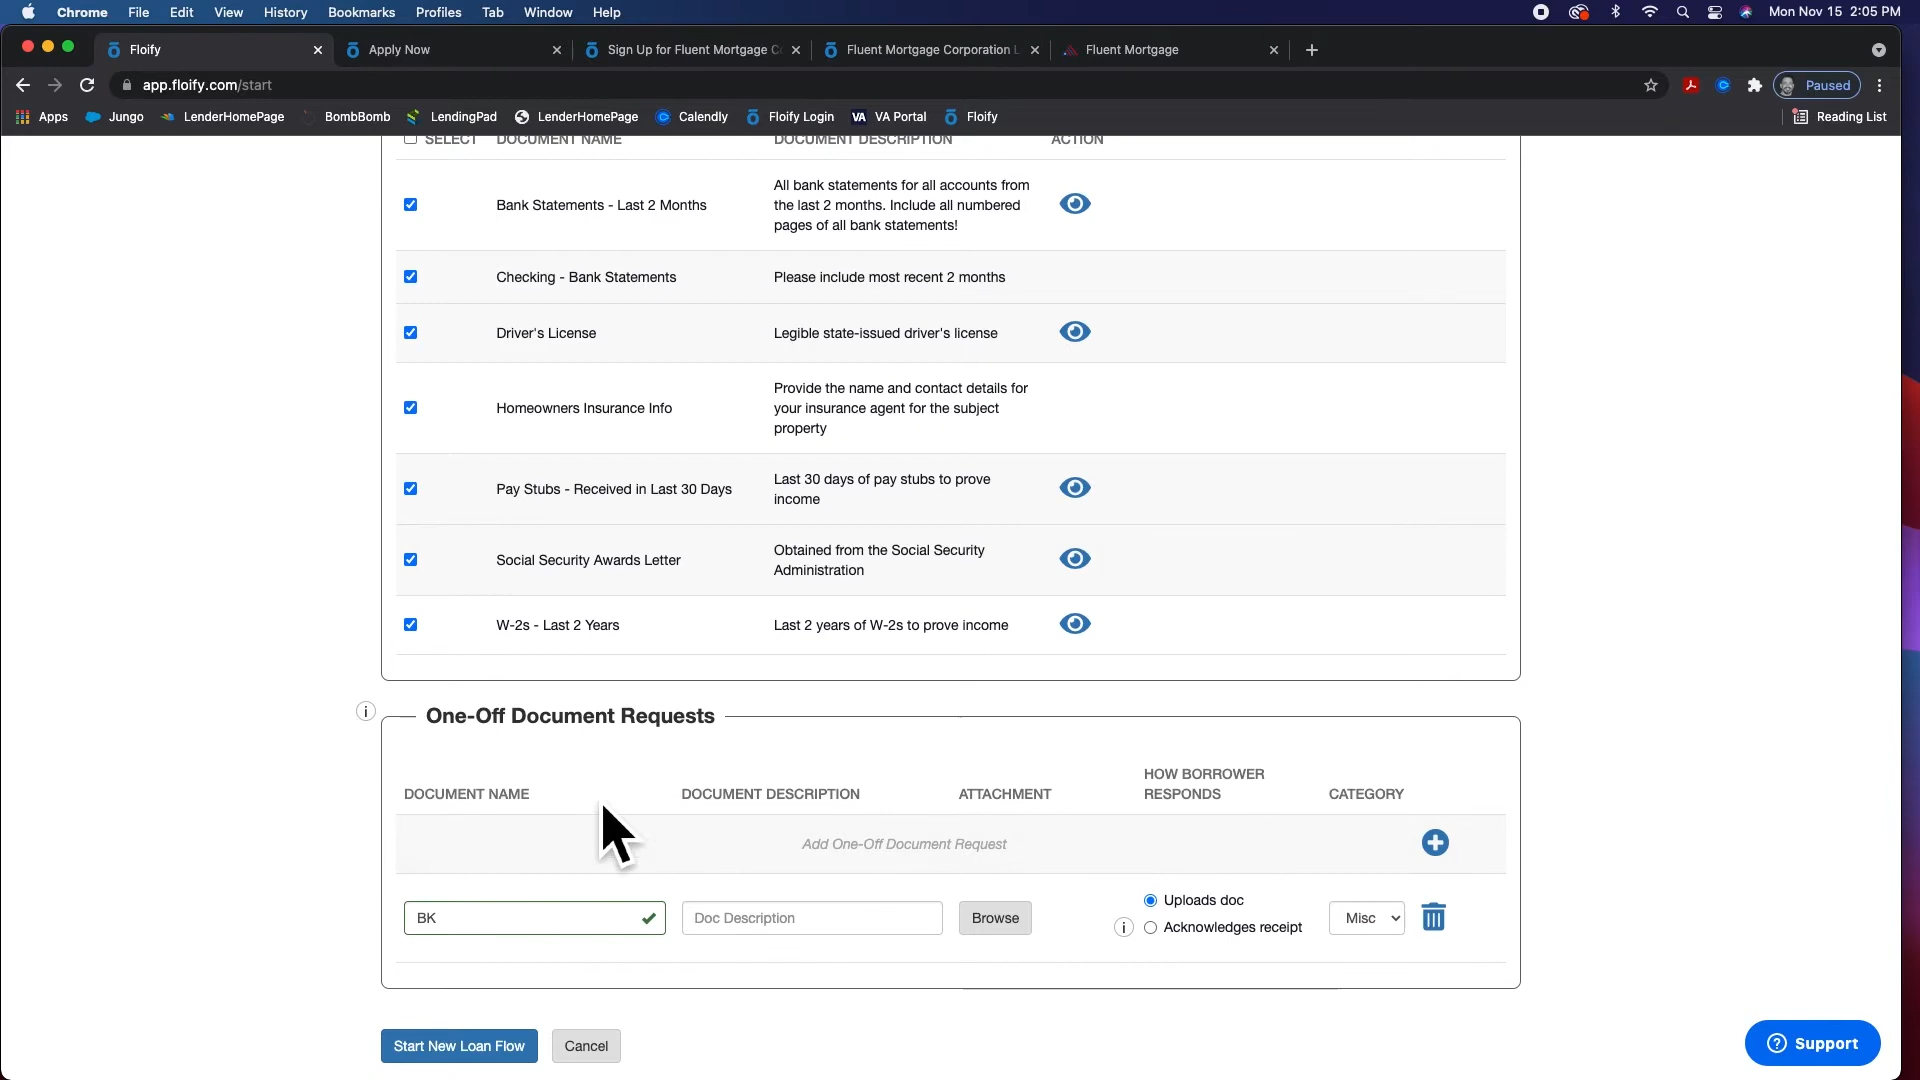 Chrome File Edit View History Bookmarks Profiles Tab Window Help Mon Nov 15 2:05 PM
Floify Apply Now Sign Up for Fluent Mortgage C Fluent Mortgage Corporation L Fluent Mortgage
app.floify.com/start Paused
Apps Jungo LenderHomePage BombBomb LendingPad LenderHomePage Calendly Floify Login VA VA Portal Floify Reading List
SELECT DOCUMENT NAME DOCUMENT DESCRIPTION ACTION
Bank Statements - Last 2 Months
All bank statements for all accounts from
the last 2 months. Include all numbered
pages of all bank statements!
Checking - Bank Statements Please include most recent 2 months
Driver's License Legible state-issued driver's license
Homeowners Insurance Info
Provide the name and contact details for
your insurance agent for the subject
property
Pay Stubs - Received in Last 30 Days
Last 30 days of pay stubs to prove
income
Social Security Awards Letter
Obtained from the Social Security
Administration
W-2s - Last 2 Years Last 2 years of W-2s to prove income
i One-Off Document Requests
DOCUMENT NAME DOCUMENT DESCRIPTION ATTACHMENT
HOW BORROWER
RESPONDS
CATEGORY
Add One-Off Document Request
BK Doc Description Browse
Uploads doc
i Acknowledges receipt
Misc
Start New Loan Flow Cancel
? Support